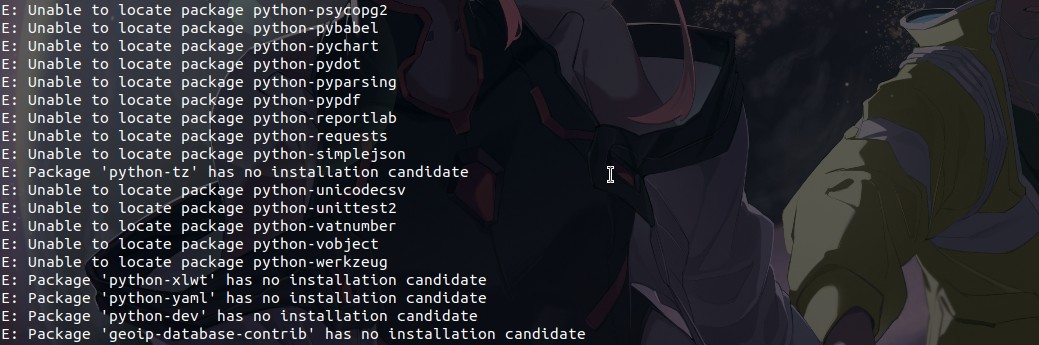 E: Unable to locate package python-psycopg2
E: Unable to locate package python-pybabel
E: Unable to locate package python-pychart
E: Unable to locate package python-pydot
E: Unable to locate package python-pyparsing
E: Unable to locate package python-pypdf
E: Unable to locate package python-reportlab
E: Unable to locate package python-requests
E: Unable to locate package python-simplejson
E: Package 'python-tz' has no installation candidate
E: Unable to locate package python-unicodecsv
E: Unable to locate package python-unittest2
E: Unable to locate package python-vatnumber
E: Unable to locate package python-vobject
E: Unable to locate package python-werkzeug
E: Package 'python-xlwt' has no installation candidate
E: Package 'python-yaml' has no installation candidate
E: Package 'python-dev' has no installation candidate
E: Package 'geoip-database-contrib' has no installation candidate